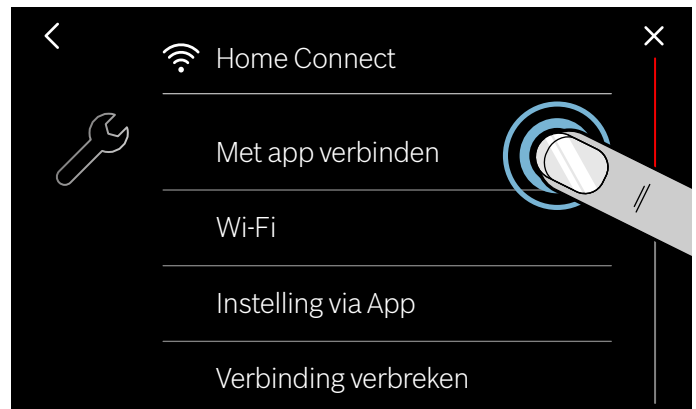 Home Connect
Met app verbinden
Wi-Fi
Instelling via App
Verbinding verbreken